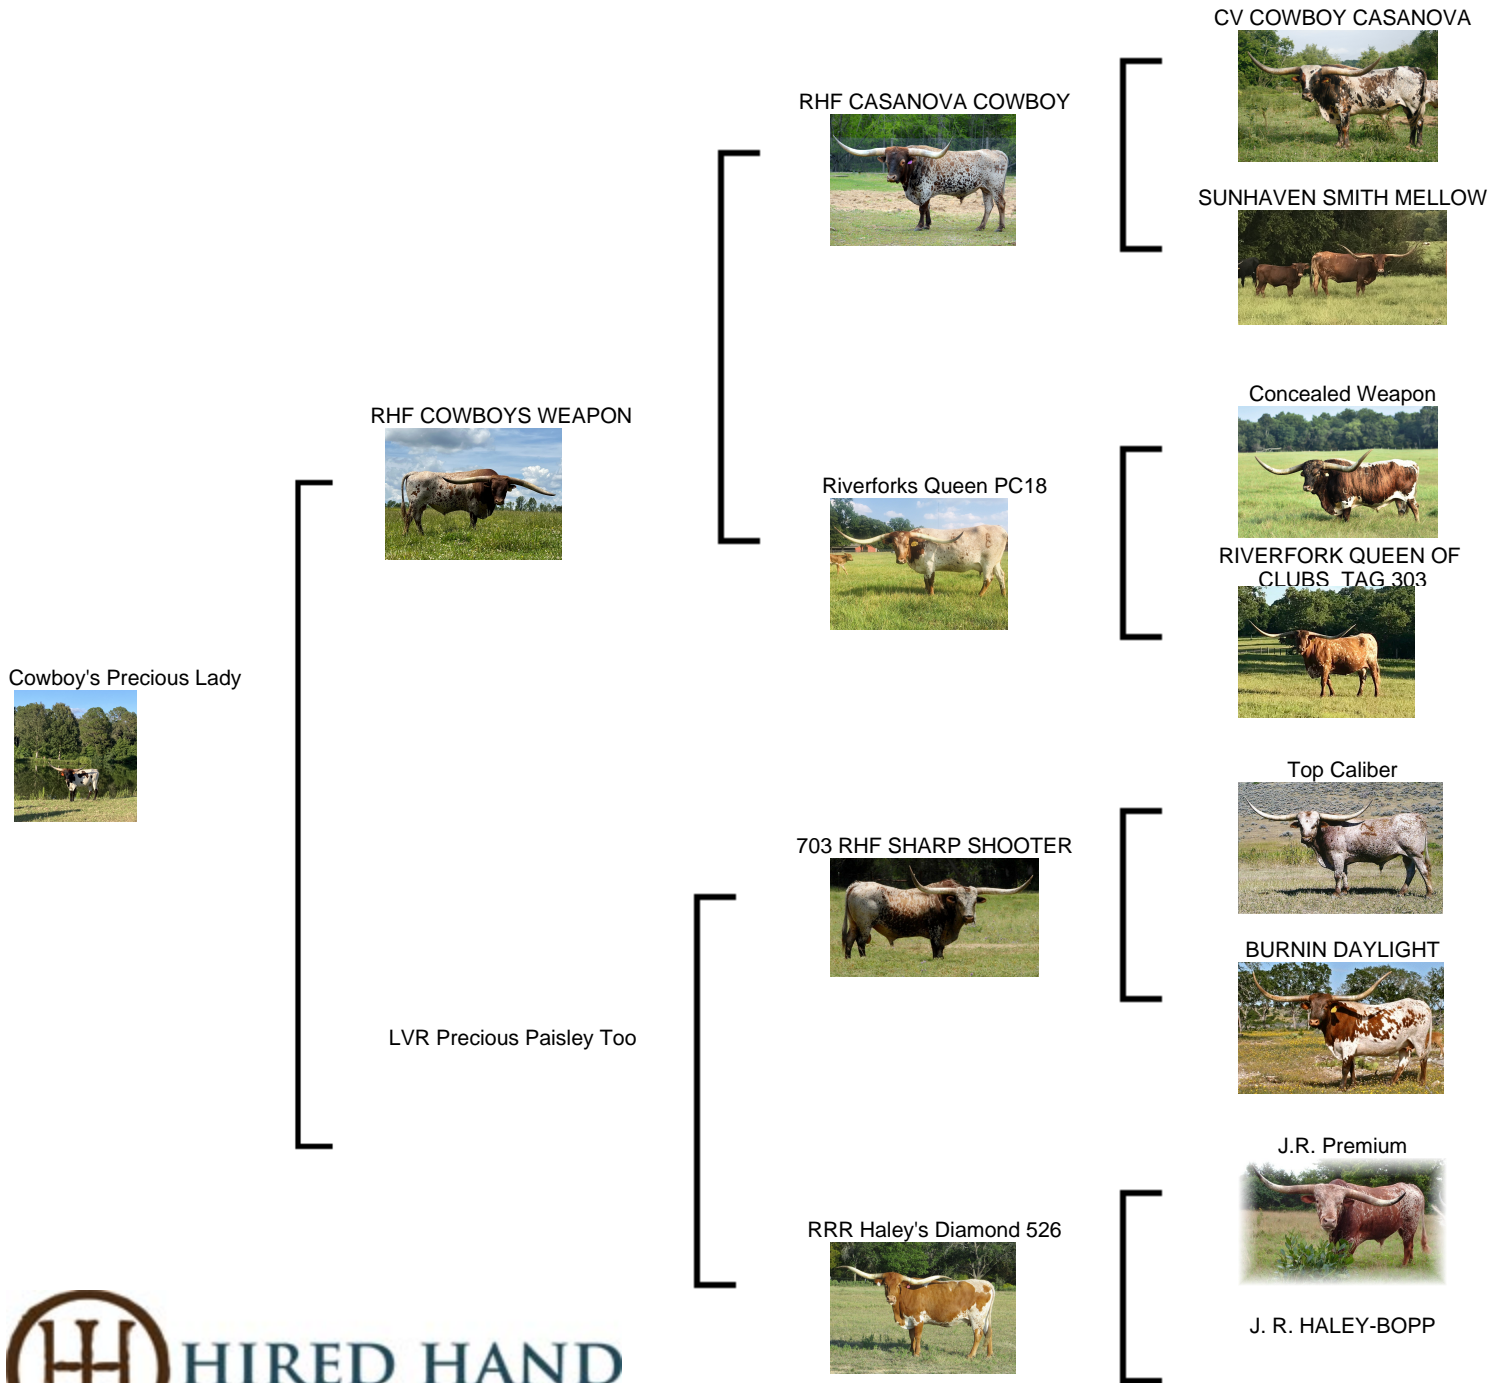 CV COWBOY CASANOVA
RHF CASANOVA COWBOY
SUNHAVEN SMITH MELLOW
Concealed Weapon
RHF COWBOYS WEAPON
Riverforks Queen PC18
RIVERFORK QUEEN OF
CLUBS TAG 303
Cowboy's Precious Lady
Top Caliber
703 RHF SHARP SHOOTER
BURNIN DAYLIGHT
LVR Precious Paisley Too
J.R. Premium
RRR Haley's Diamond 526
J. R. HALEY-BOPP
HIRED HAND